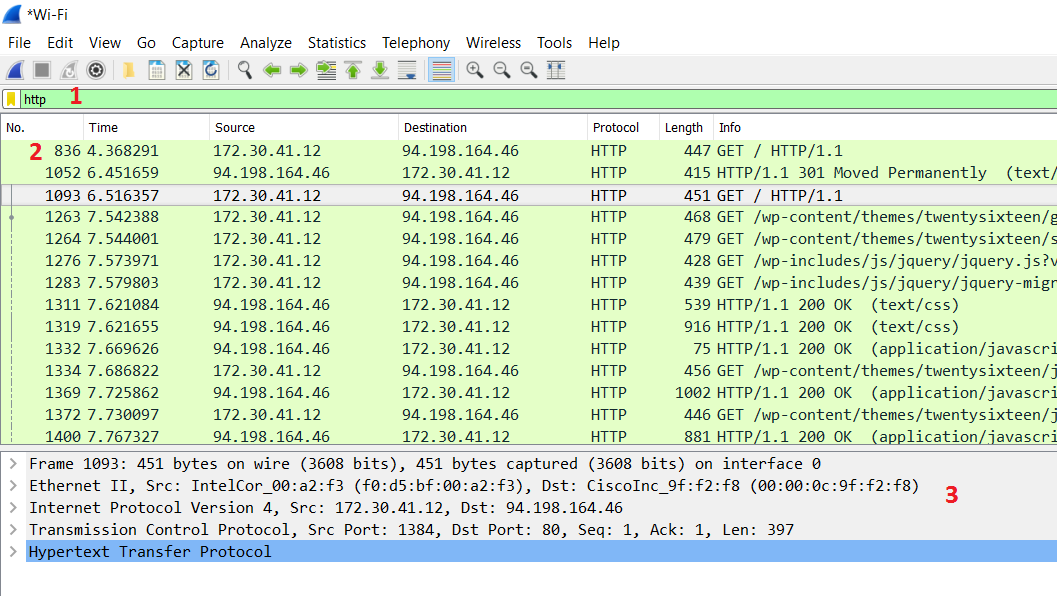 *Wi-Fi
File Edit View Go Capture Analyze Statistics Telephony Wireless Tools Help
http 1
No. Time Source Destination Protocol Length Info
2 836 4.368291 172.30.41.12 94.198.164.46 HTTP 447 GET / HTTP/1.1
1052 6.451659 94.198.164.46 172.30.41.12 HTTP 415 HTTP/1.1 301 Moved Permanently (text/
1093 6.516357 172.30.41.12 94.198.164.46 HTTP 451 GET / HTTP/1.1
1263 7.542388 172.30.41.12 94.198.164.46 HTTP 468 GET /wp-content/themes/twentysixteen/g
1264 7.544001 172.30.41.12 94.198.164.46 HTTP 479 GET /wp-content/themes/twentysixteen/s
1276 7.573971 172.30.41.12 94.198.164.46 HTTP 428 GET /wp-includes/js/jquery/jquery.js?v
1283 7.579803 172.30.41.12 94.198.164.46 HTTP 439 GET /wp-includes/js/jquery/jquery-migr
1311 7.621084 94.198.164.46 172.30.41.12 HTTP 539 HTTP/1.1 200 OK (text/css)
1319 7.621655 94.198.164.46 172.30.41.12 HTTP 916 HTTP/1.1 200 OK (text/css)
1332 7.669626 94.198.164.46 172.30.41.12 HTTP 75 HTTP/1.1 200 OK (application/javascri
1334 7.686822 172.30.41.12 94.198.164.46 HTTP 456 GET /wp-content/themes/twentysixteen/j
1369 7.725862 94.198.164.46 172.30.41.12 HTTP 1002 HTTP/1.1 200 OK (application/javascri
1372 7.730097 172.30.41.12 94.198.164.46 HTTP 446 GET /wp-content/themes/twentysixteen/j
1400 7.767327 94.198.164.46 172.30.41.12 HTTP 881 HTTP/1.1 200 OK (application/javascri
Frame 1093: 451 bytes on wire (3608 bits), 451 bytes captured (3608 bits) on interface 0
Ethernet II, Src: IntelCor_00:a2:f3 (f0:d5:bf:00:a2:f3), Dst: CiscoInc_9f:f2:f8 (00:00:0c:9f:f2:f8) 3
Internet Protocol Version 4, Src: 172.30.41.12, Dst: 94.198.164.46
Transmission Control Protocol, Src Port: 1384, Dst Port: 80, Seq: 1, Ack: 1, Len: 397
Hypertext Transfer Protocol